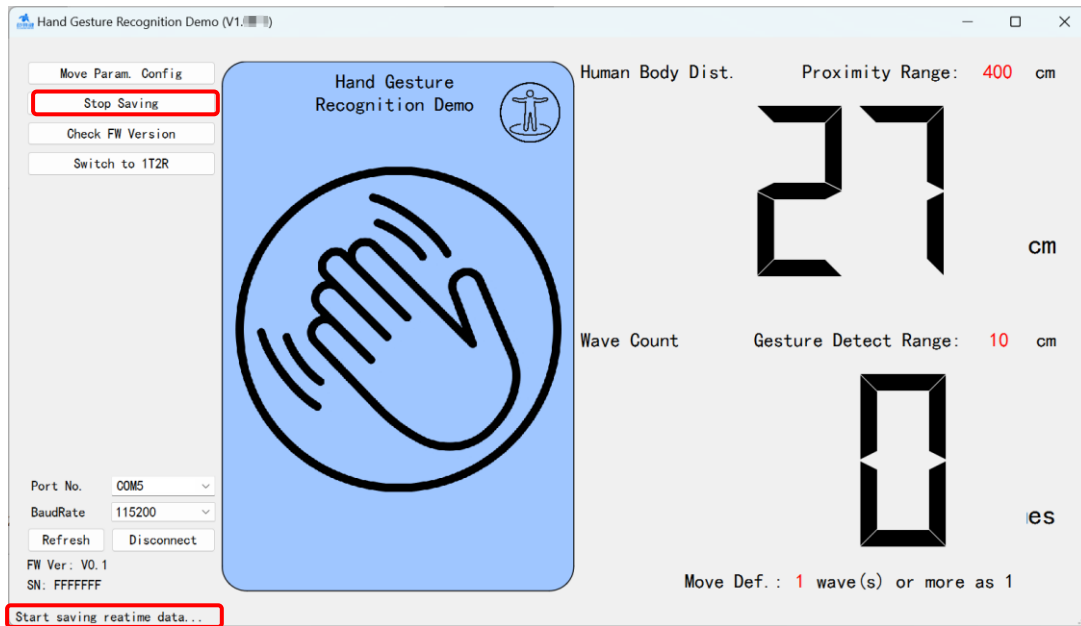 Hand Gesture Recognition Demo (V1.
Move Param. Config
Stop Saving
Check FW Version
Switch to 1T2R
Hand Gesture
Recognition Demo
Human Body Dist. Proximity Range: 400 cm
27
cm
Wave Count Gesture Detect Range: 10 cm
0
es
Move Def.: 1 wave(s) or more as 1
Port No. COM5
BaudRate 115200
Refresh Disconnect
FW Ver: V0.1
SN: FFFFFFF
Start saving reatime data...